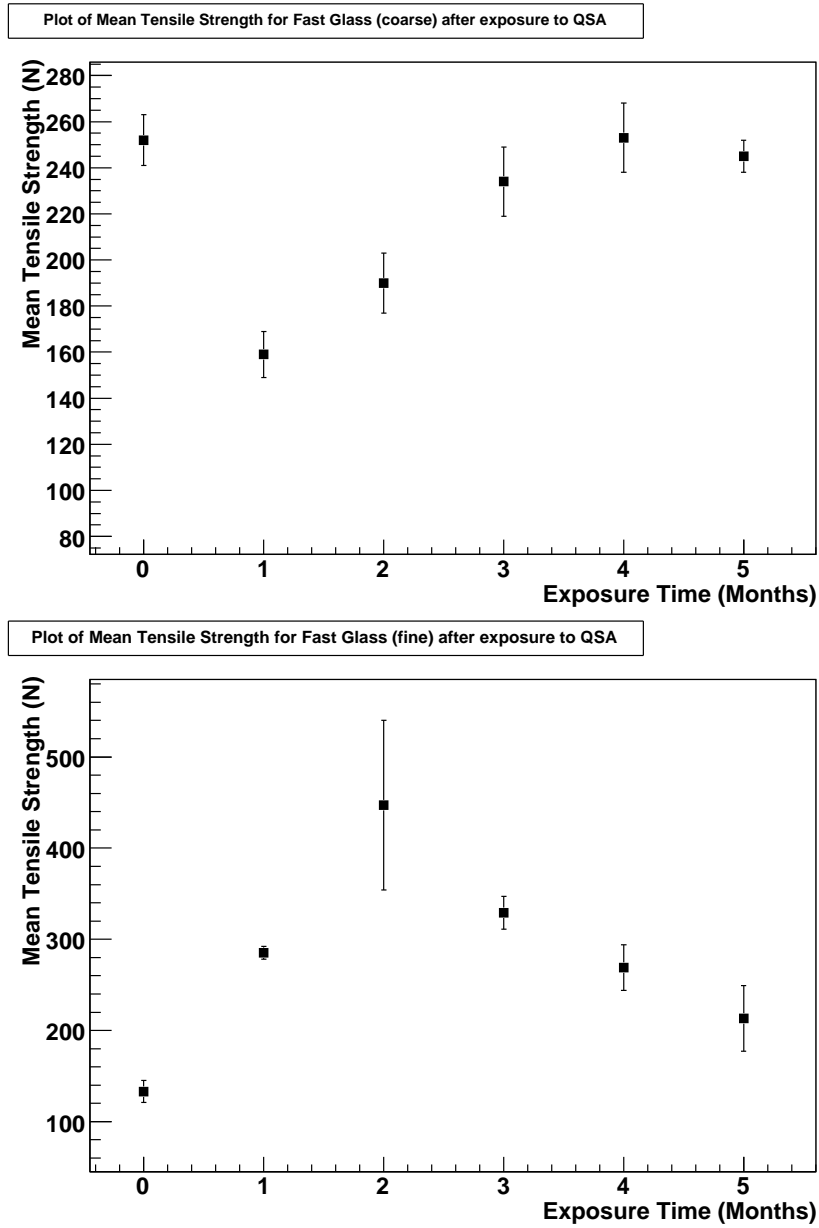 Plot of Mean Tensile Strength for Fast Glass (coarse) after exposure to QSA
Mean Tensile Strength (N)
280
260
240
220
200
180
160
140
120
100
80
0 1 2 3 4 5
Exposure Time (Months)
Plot of Mean Tensile Strength for Fast Glass (fine) after exposure to QSA
Mean Tensile Strength (N)
500
400
300
200
100
0 1 2 3 4 5
Exposure Time (Months)